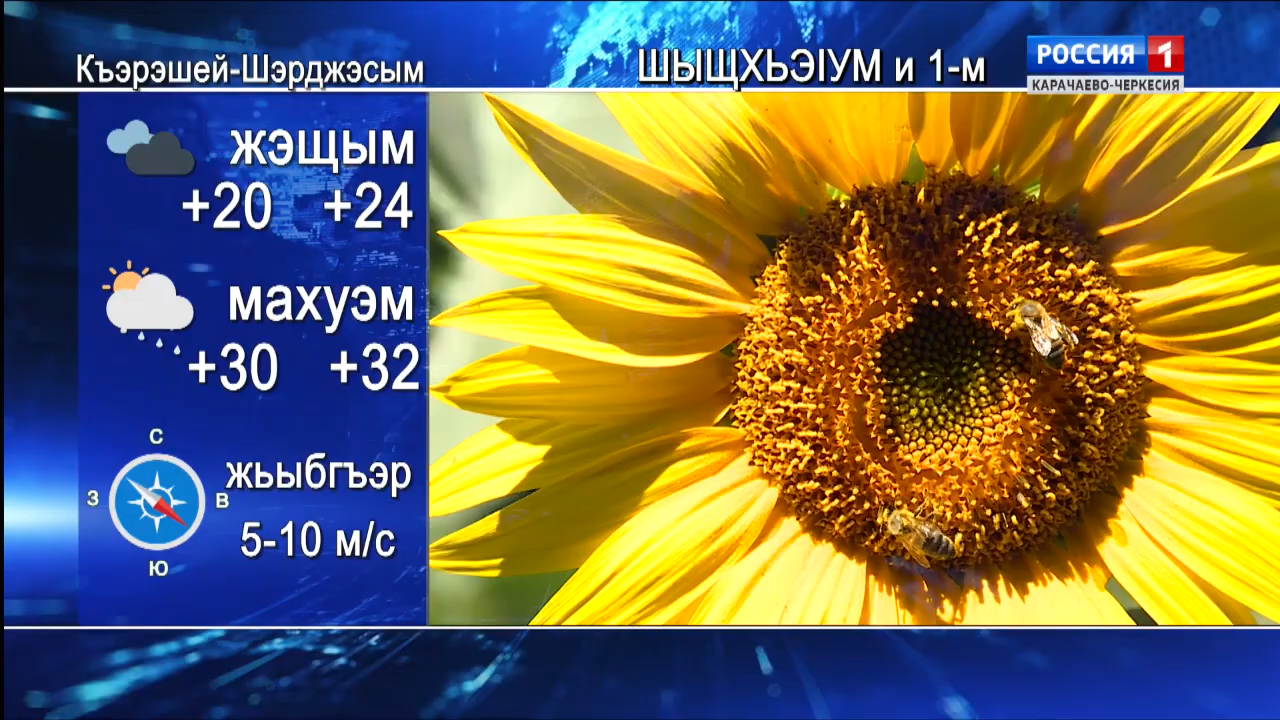 Къэрэшей-Шэрджэсым
ШЫЩХЬЭIУМ и 1-м
РОССИЯ 1
КАРАЧАЕВО-ЧЕРКЕСИЯ
жэщым
+20 +24
махуэм
+30 +32
С
З В
Ю
жьыбгъэр
5-10 м/с